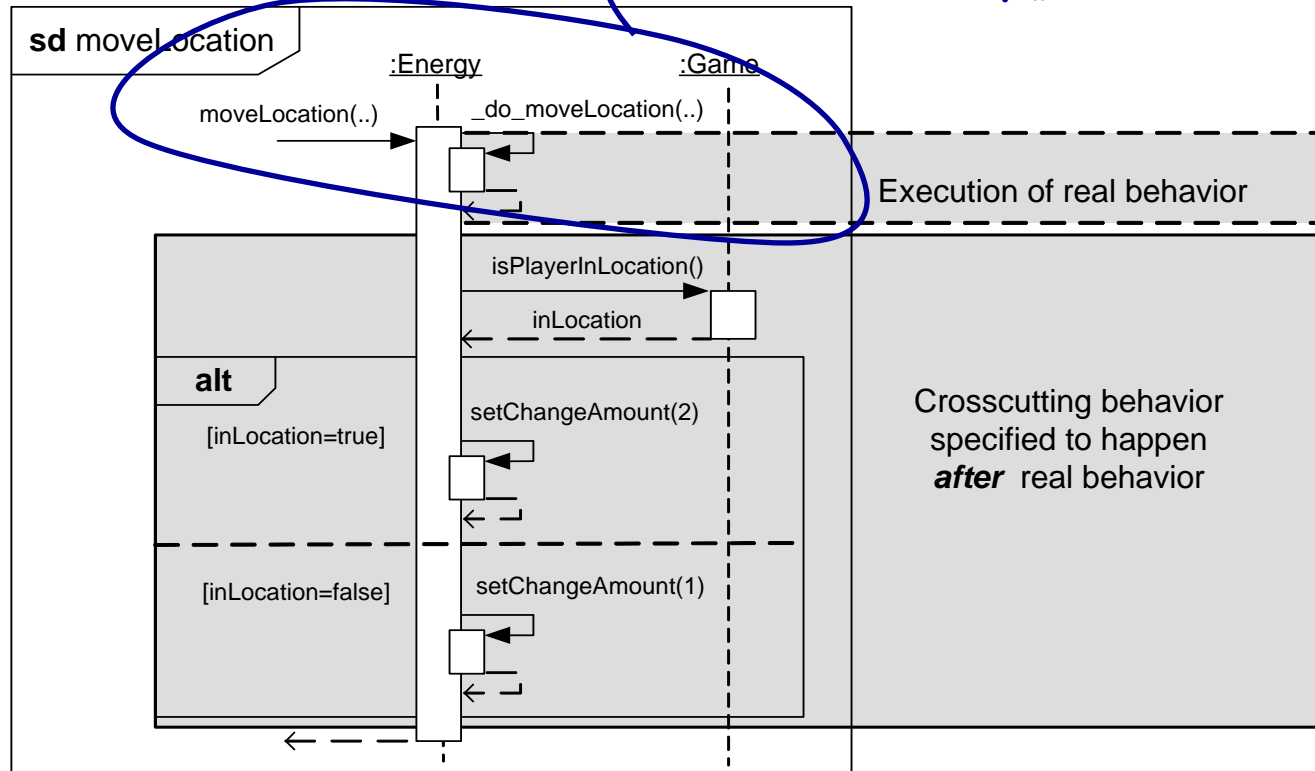 sd moveLocation
:Energy
:Game
moveLocation(..)
_do_moveLocation(..)
Execution of real behavior
isPlayerInLocation()
inLocation
alt
[inLocation=true]
setChangeAmount(2)
Crosscutting behavior
specified to happen
after real behavior
[inLocation=false]
setChangeAmount(1)